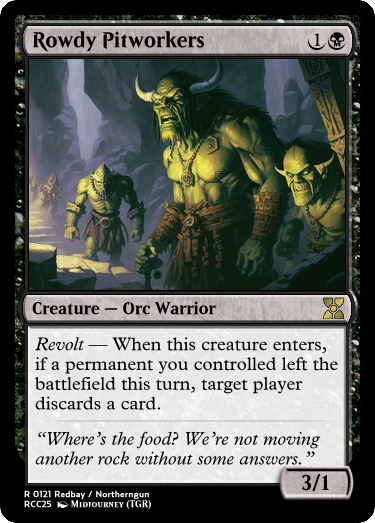 Rowdy Pitworkers
1
Creature — Orc Warrior
Revolt — When this creature enters,
if a permanent you controlled left the
battlefield this turn, target player
discards a card.
“Where’s the food? We’re not moving
another rock without some answers.”
3/1
R 0121 Redbay / Northerngun
RCC25 Midjourney (TGR)